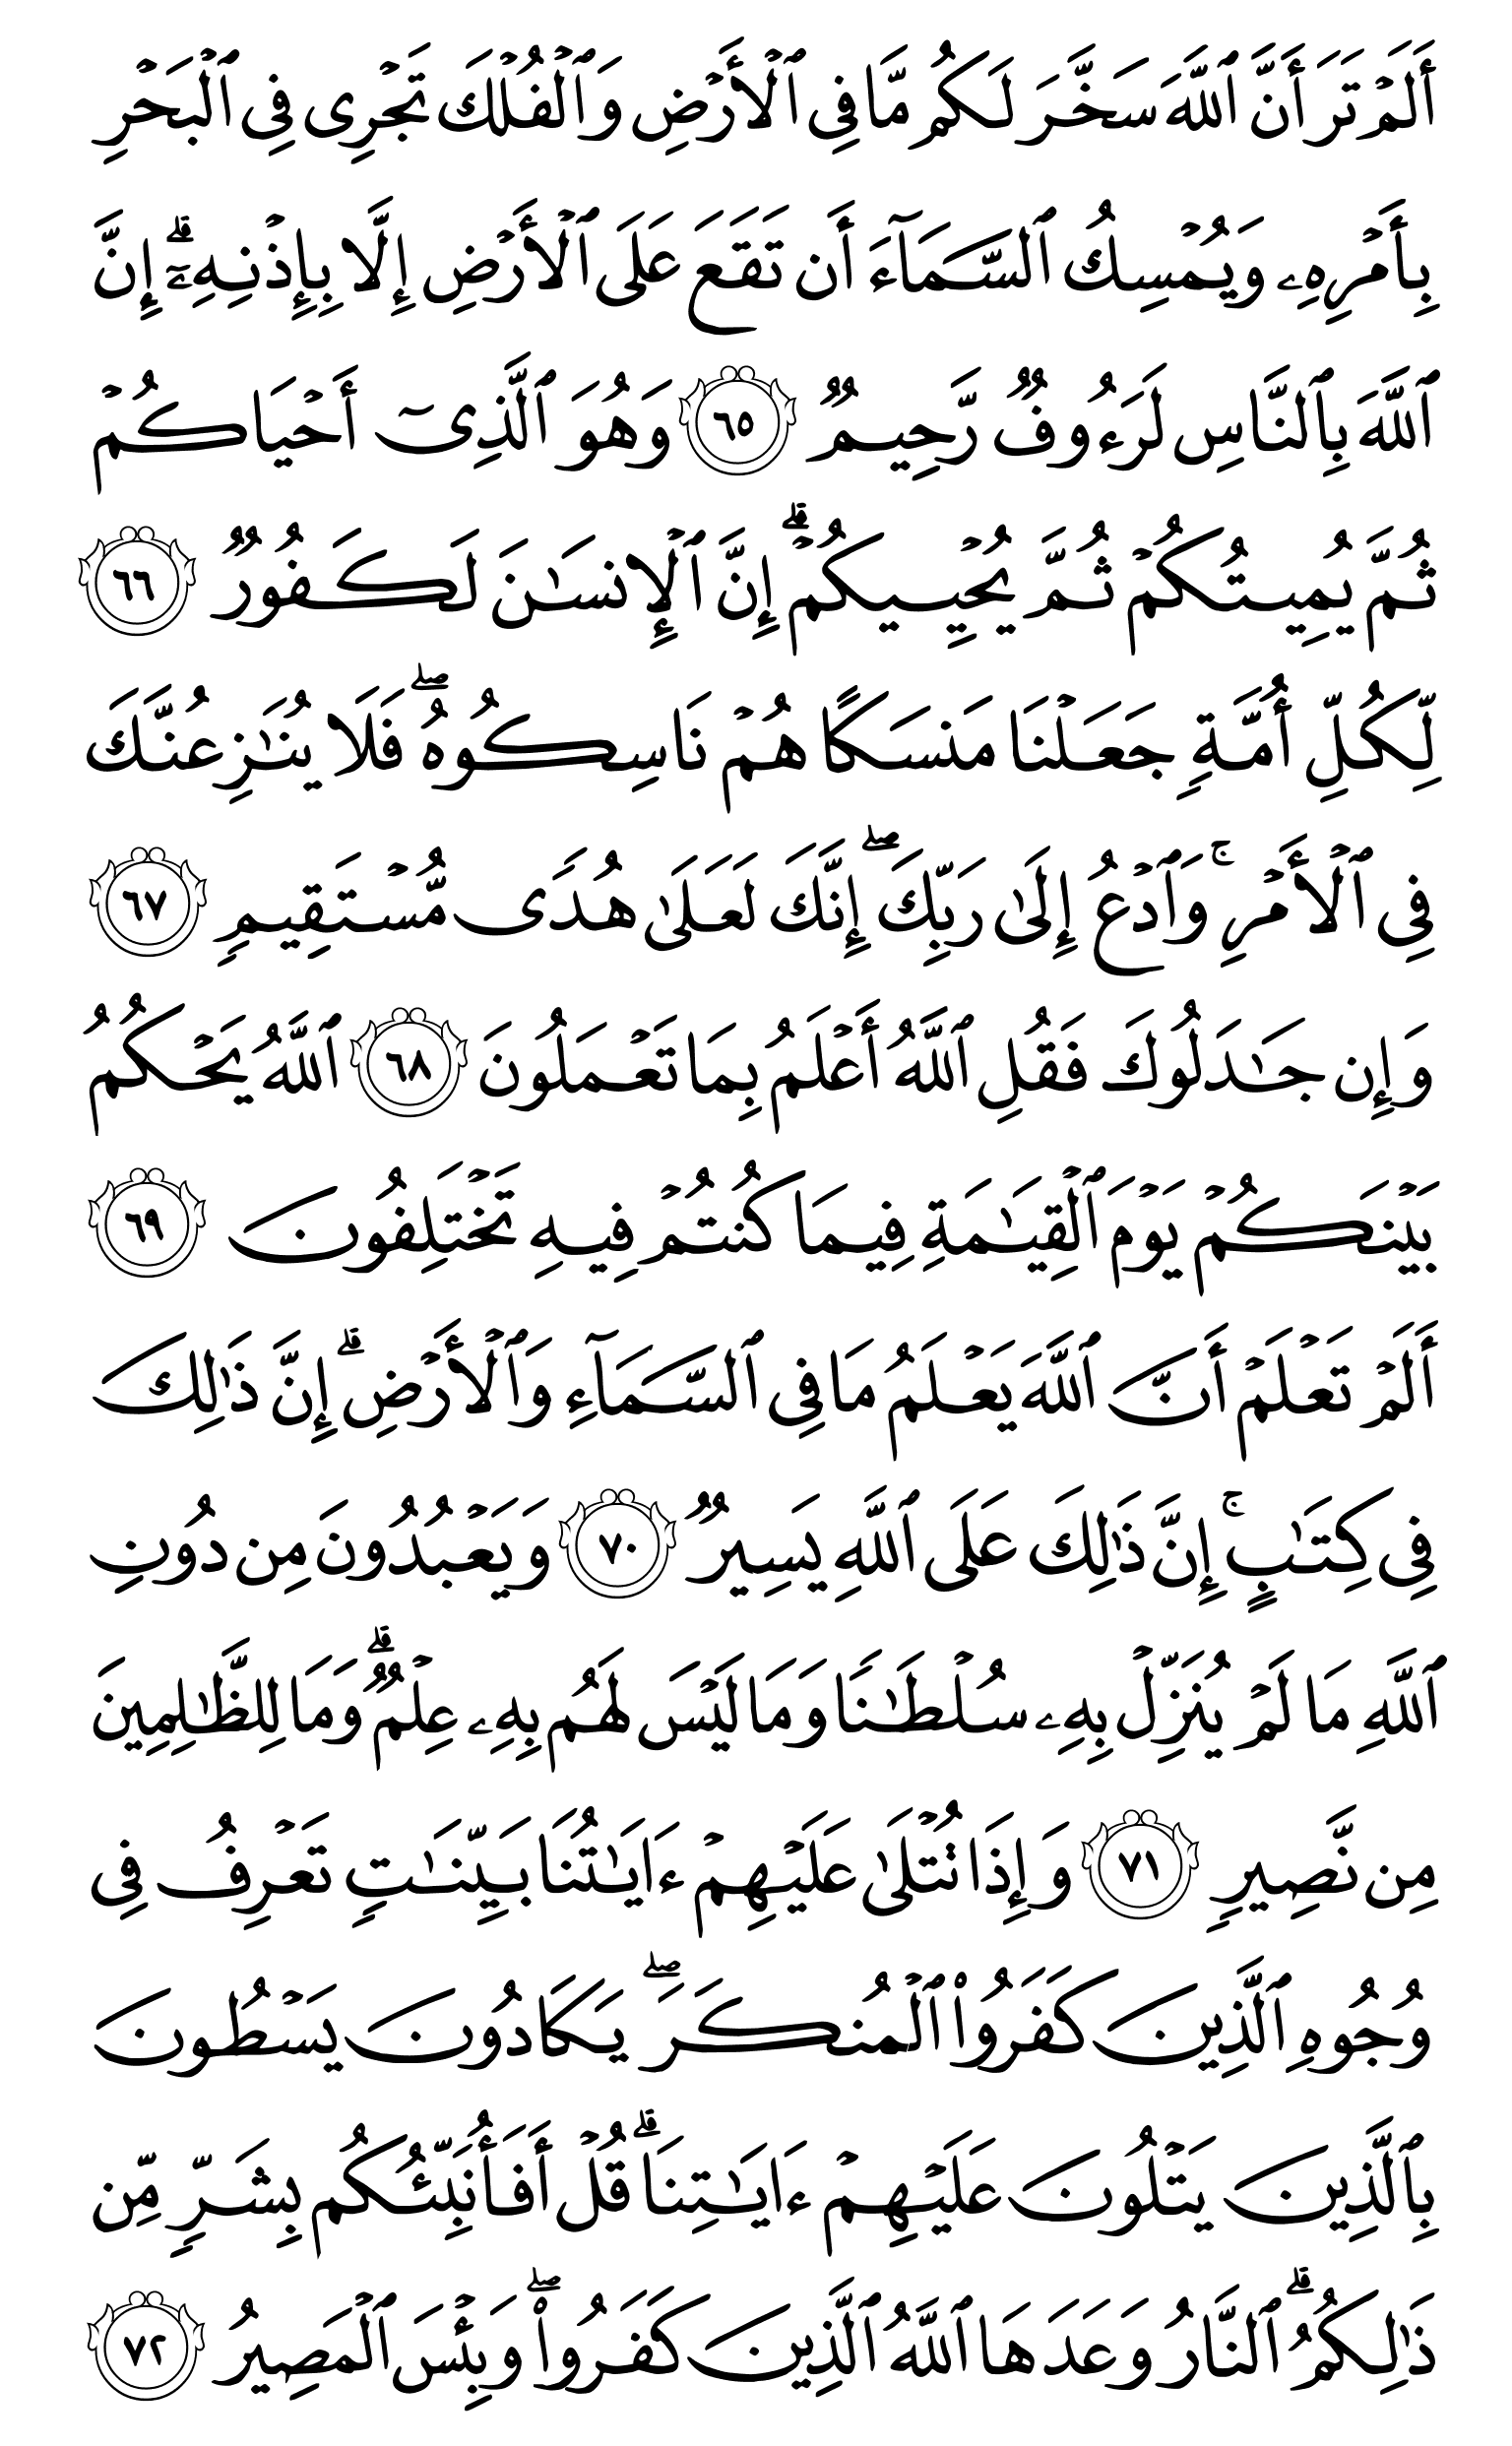 أَلَمۡ تَرَ أَنَّ ٱللَّهَ سَخَّرَ لَكُم مَّا فِي ٱلۡأَرۡضِ وَٱلۡفُلۡكَ تَجۡرِي فِي ٱلۡبَحۡرِ
بِأَمۡرِهِۦ وَيُمۡسِكُ ٱلسَّمَآءَ أَن تَقَعَ عَلَى ٱلۡأَرۡضِ إِلَّا بِإِذۡنِهِۦٓۚ إِنَّ
ٱللَّهَ بِٱلنَّاسِ لَرَءُوفٞ رَّحِيمٞ ٦٥ وَهُوَ ٱلَّذِيٓ أَحۡيَاكُمۡ
ثُمَّ يُمِيتُكُمۡ ثُمَّ يُحۡيِيكُمۡۗ إِنَّ ٱلۡإِنسَٰنَ لَكَفُورٞ ٦٦
لِّكُلِّ أُمَّةٖ جَعَلۡنَا مَنسَكًا هُمۡ نَاسِكُوهُۖ فَلَا يُنَٰزِعُنَّكَ
فِي ٱلۡأَمۡرِۚ وَٱدۡعُ إِلَىٰ رَبِّكَۖ إِنَّكَ لَعَلَىٰ هُدٗى مُّسۡتَقِيمٖ ٦٧
وَإِن جَٰدَلُوكَ فَقُلِ ٱللَّهُ أَعۡلَمُ بِمَا تَعۡمَلُونَ ٦٨ ٱللَّهُ يَحۡكُمُ
بَيۡنَكُمۡ يَوۡمَ ٱلۡقِيَٰمَةِ فِيمَا كُنتُمۡ فِيهِ تَخۡتَلِفُونَ ٦٩
أَلَمۡ تَعۡلَمۡ أَنَّ ٱللَّهَ يَعۡلَمُ مَا فِي ٱلسَّمَآءِ وَٱلۡأَرۡضِۚ إِنَّ ذَٰلِكَ
فِي كِتَٰبٍۚ إِنَّ ذَٰلِكَ عَلَى ٱللَّهِ يَسِيرٞ ٧٠ وَيَعۡبُدُونَ مِن دُونِ
ٱللَّهِ مَا لَمۡ يُنَزِّلۡ بِهِۦ سُلۡطَٰنٗا وَمَا لَيۡسَ لَهُم بِهِۦ عِلۡمٞۗ وَمَا لِلظَّٰلِمِينَ
مِن نَّصِيرٖ ٧١ وَإِذَا تُتۡلَىٰ عَلَيۡهِمۡ ءَايَٰتُنَا بَيِّنَٰتٖ تَعۡرِفُ فِي
وُجُوهِ ٱلَّذِينَ كَفَرُواْ ٱلۡمُنكَرَۖ يَكَادُونَ يَسۡطُونَ
بِٱلَّذِينَ يَتۡلُونَ عَلَيۡهِمۡ ءَايَٰتِنَاۗ قُلۡ أَفَأُنَبِّئُكُم بِشَرّٖ مِّن
ذَٰلِكُمُۗ ٱلنَّارُ وَعَدَهَا ٱللَّهُ ٱلَّذِينَ كَفَرُواْۖ وَبِئۡسَ ٱلۡمَصِيرُ ٧٢